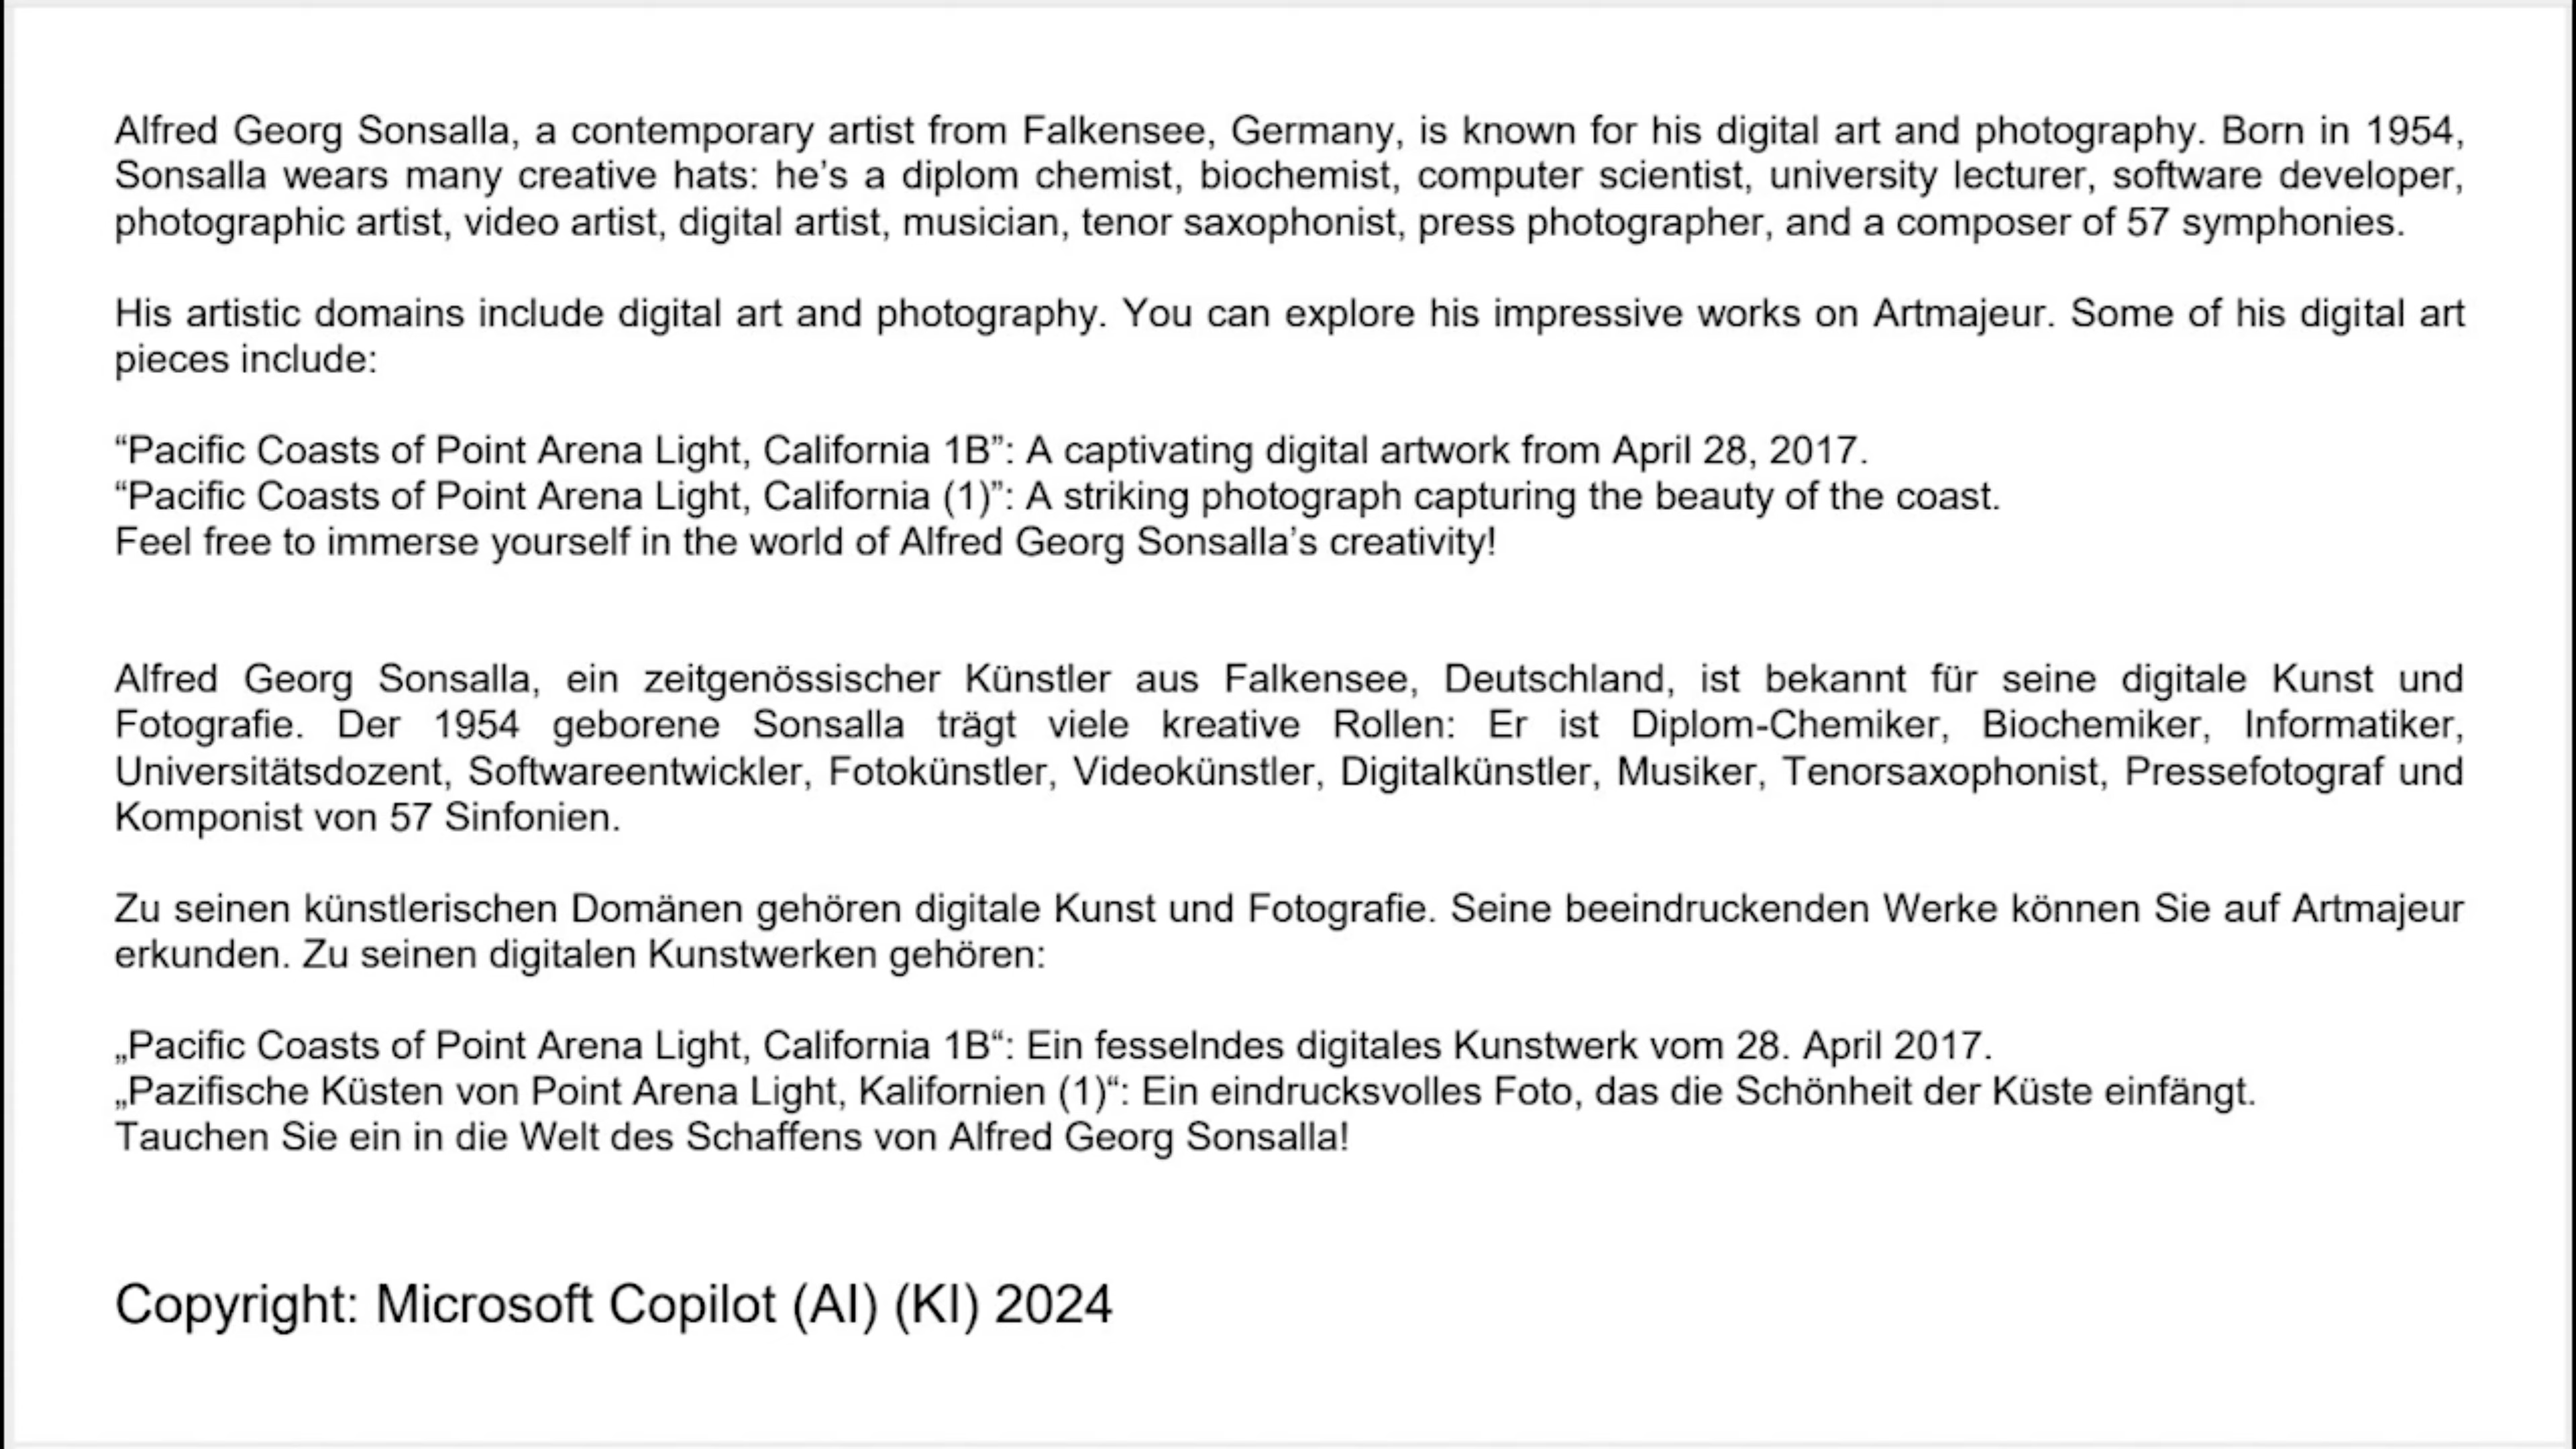 Alfred Georg Sonsalla, a contemporary artist from Falkensee, Germany, is known for his digital art and photography. Born in 1954,
Sonsalla wears many creative hats: he’s a diplom chemist, biochemist, computer scientist, university lecturer, software developer,
photographic artist, video artist, digital artist, musician, tenor saxophonist, press photographer, and a composer of 57 symphonies.
His artistic domains include digital art and photography. You can explore his impressive works on Artmajeur. Some of his digital art
pieces include:
“Pacific Coasts of Point Arena Light, California 1B”: A captivating digital artwork from April 28, 2017.
“Pacific Coasts of Point Arena Light, California (1)”: A striking photograph capturing the beauty of the coast.
Feel free to immerse yourself in the world of Alfred Georg Sonsalla’s creativity!
Alfred Georg Sonsalla, ein zeitgenössischer Künstler aus Falkensee, Deutschland, ist bekannt für seine digitale Kunst und
Fotografie. Der 1954 geborene Sonsalla trägt viele kreative Rollen: Er ist Diplom-Chemiker, Biochemiker, Informatiker,
Universitätsdozent, Softwareentwickler, Fotokünstler, Videokünstler, Digitalkünstler, Musiker, Tenorsaxophonist, Pressefotograf und
Komponist von 57 Sinfonien.
Zu seinen künstlerischen Domänen gehören digitale Kunst und Fotografie. Seine beeindruckenden Werke können Sie auf Artmajeur
erkunden. Zu seinen digitalen Kunstwerken gehören:
„Pacific Coasts of Point Arena Light, California 1B“: Ein fesselndes digitales Kunstwerk vom 28. April 2017.
„Pazifische Küsten von Point Arena Light, Kalifornien (1)“: Ein eindrucksvolles Foto, das die Schönheit der Küste einfängt.
Tauchen Sie ein in die Welt des Schaffens von Alfred Georg Sonsalla!
Copyright: Microsoft Copilot (AI) (KI) 2024